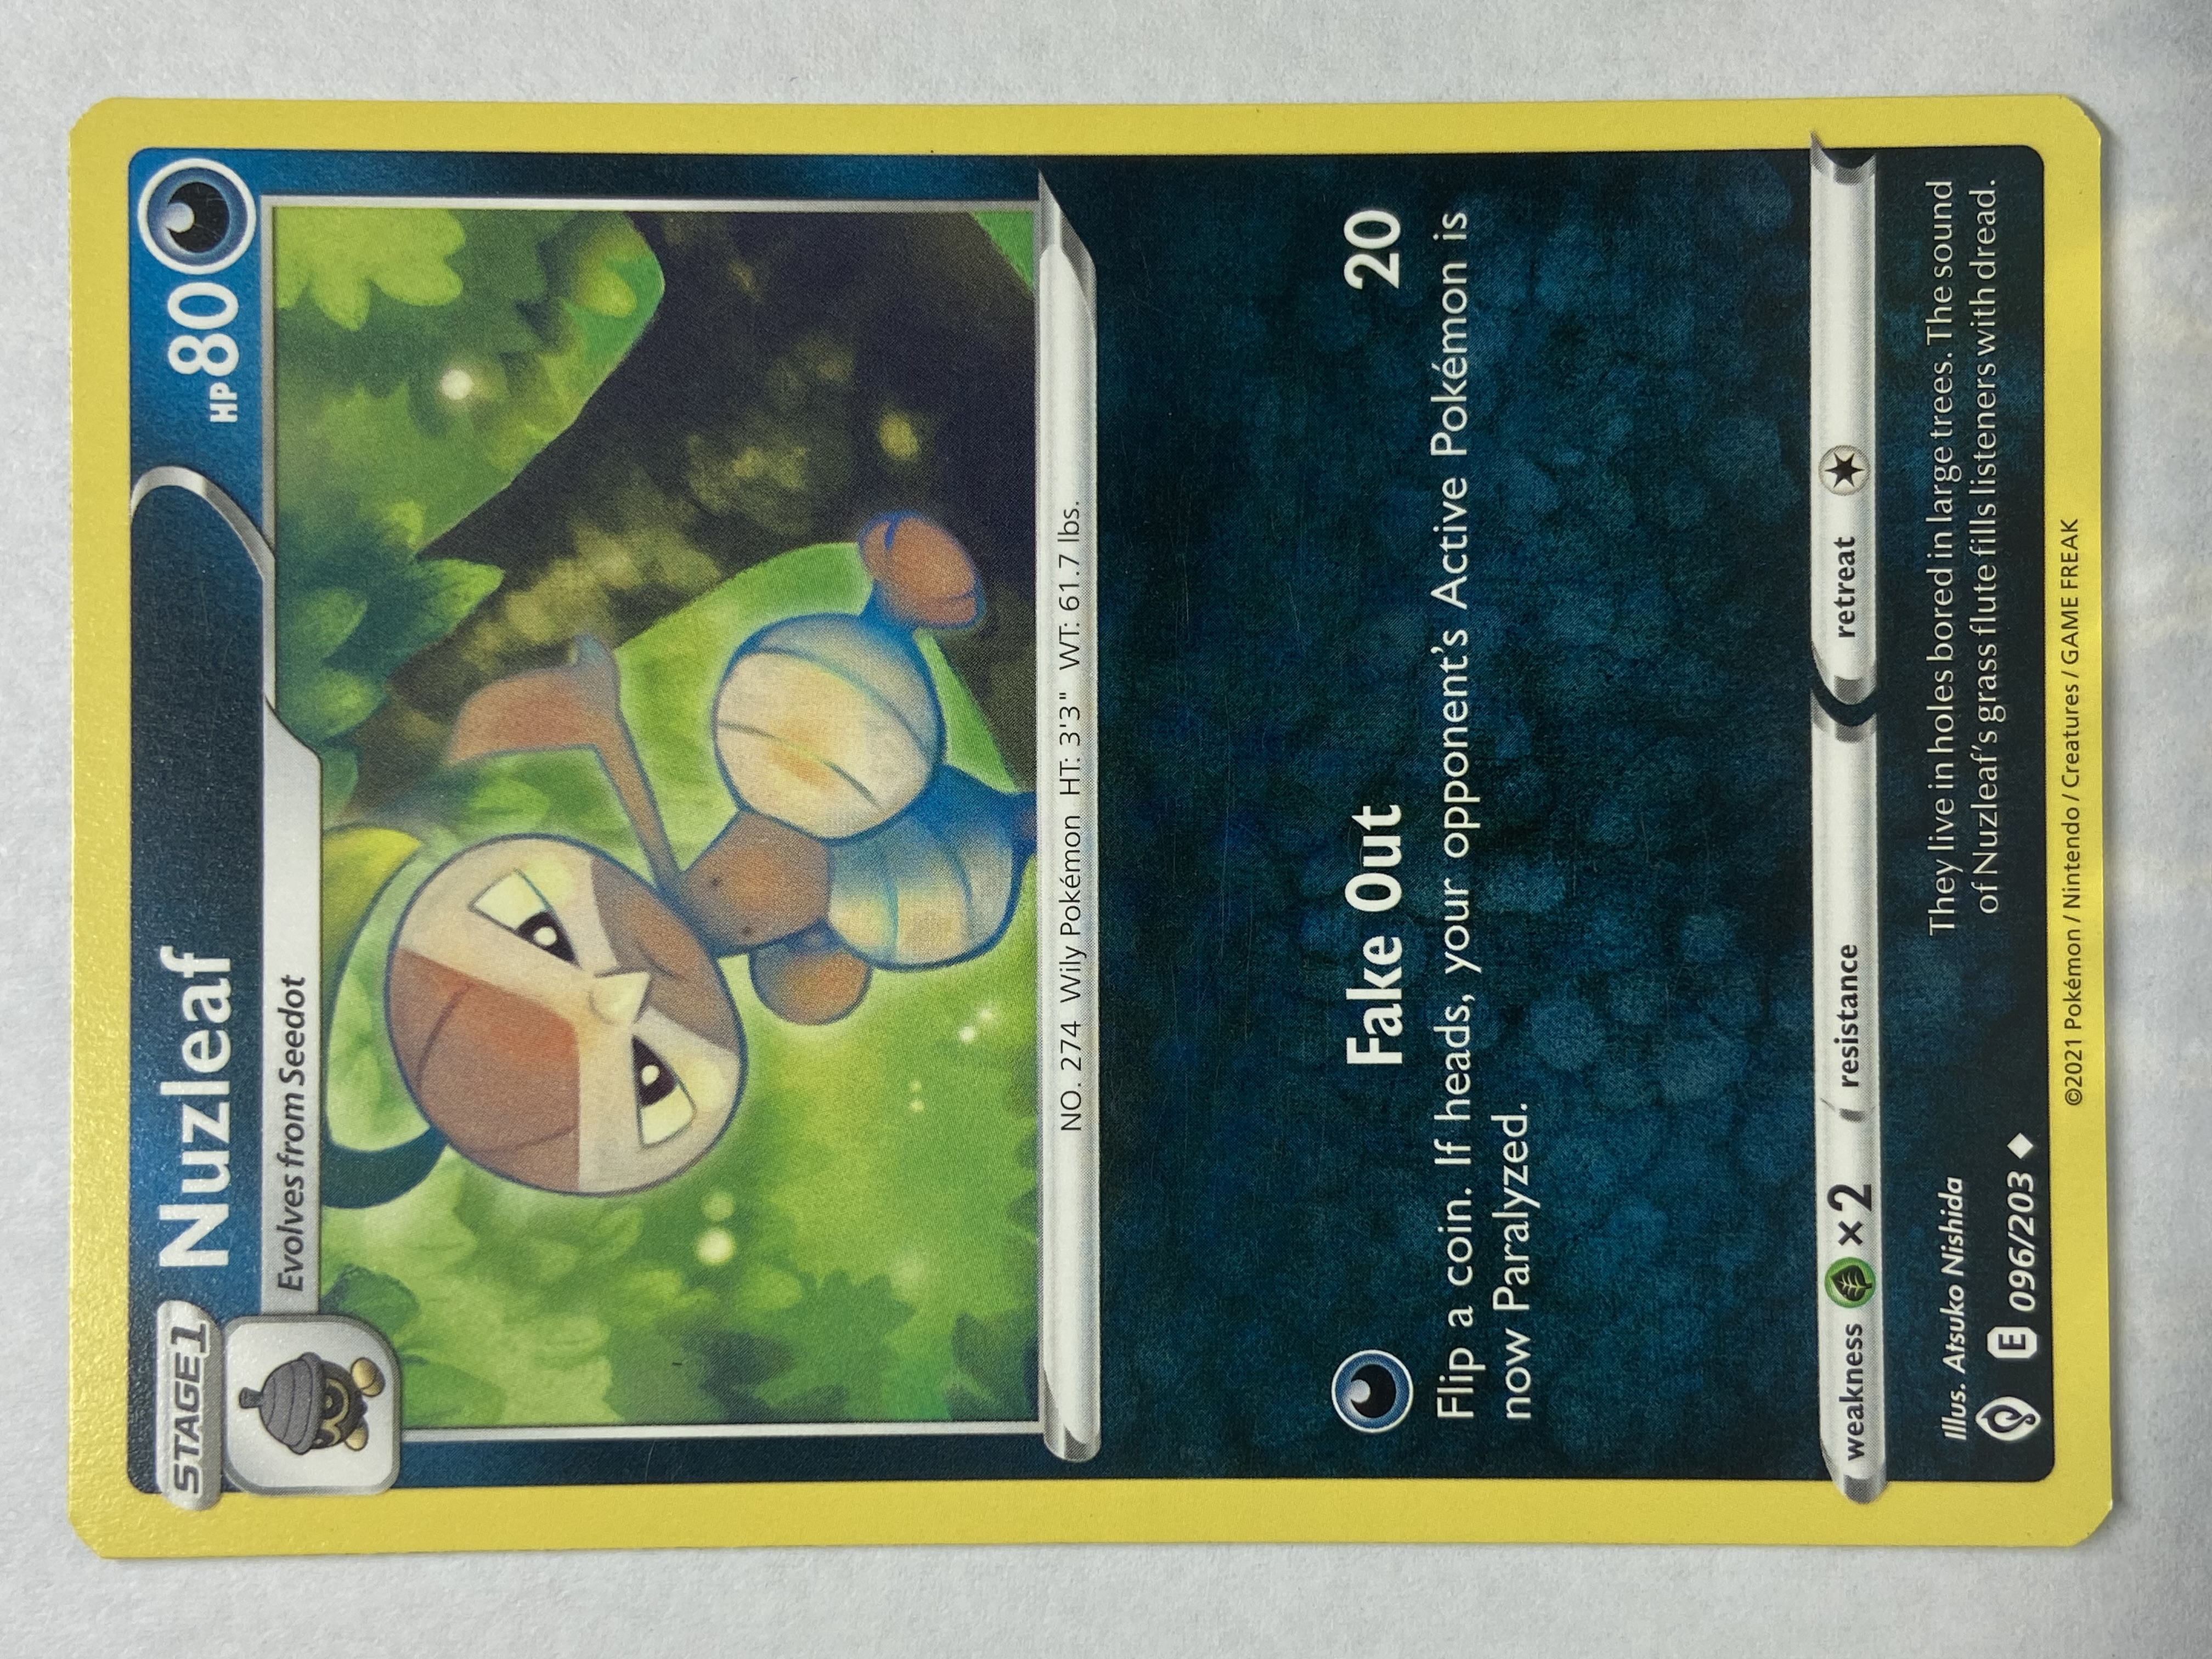 STAGE1
Nuzleaf
HP80
Evolves from Seedot
NO. 274 Wily Pokémon HT: 3'3" WT: 61.7 lbs.
Fake Out 20
Flip a coin. If heads, your opponent's Active Pokémon is
now Paralyzed.
weakness ×2 resistance retreat
Illus. Atsuko Nishida
They live in holes bored in large trees. The sound
of Nuzleaf's grass flute fills listeners with dread.
E 096/203
©2021 Pokémon / Nintendo / Creatures / GAME FREAK